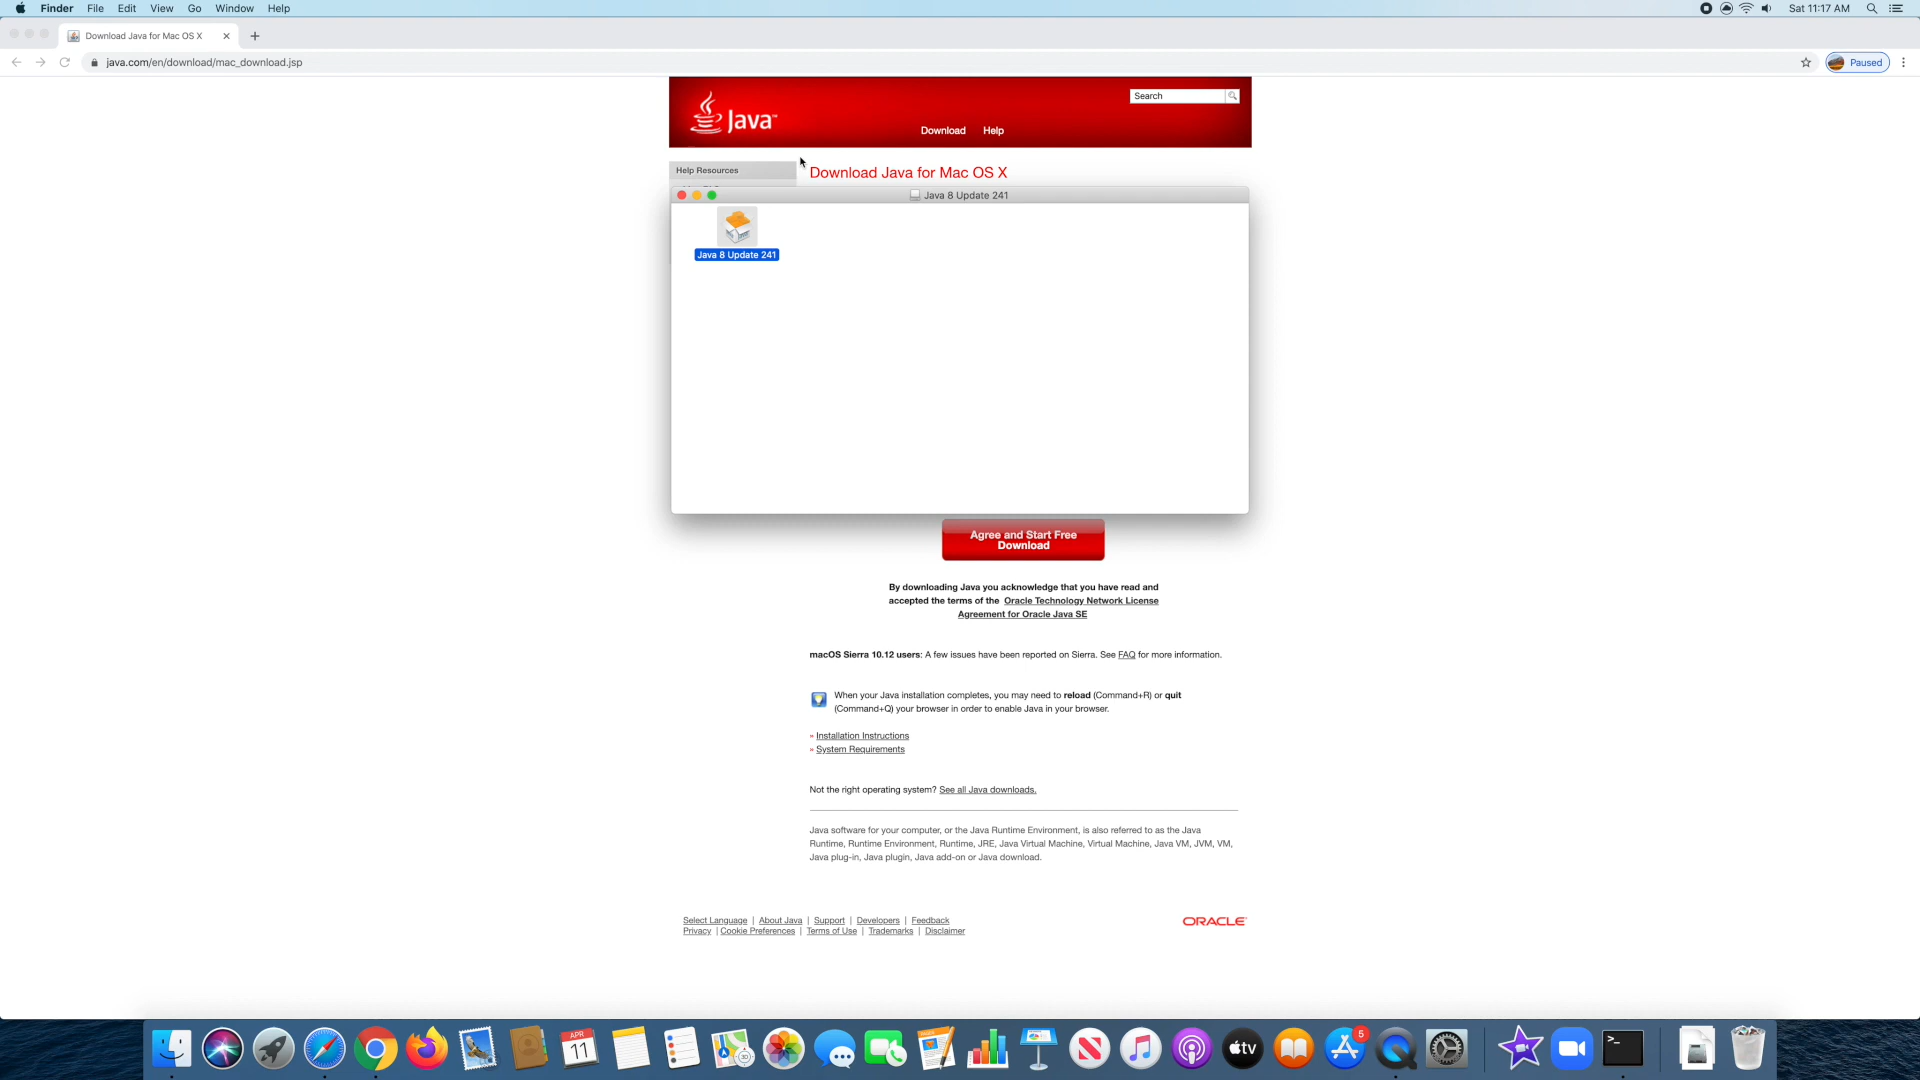 Finder File Edit View Go Window Help
Sat 11:17 AM
Download Java for Mac OS X
java.com/en/download/mac_download.jsp
Paused
Java™
Search
Download Help
Help Resources
Download Java for Mac OS X
Java 8 Update 241
Java 8 Update 241
Agree and Start Free
Download
By downloading Java you acknowledge that you have read and
accepted the terms of the Oracle Technology Network License
Agreement for Oracle Java SE
macOS Sierra 10.12 users: A few issues have been reported on Sierra. See FAQ for more information.
When your Java installation completes, you may need to reload (Command+R) or quit
(Command+Q) your browser in order to enable Java in your browser.
» Installation Instructions
» System Requirements
Not the right operating system? See all Java downloads.
Java software for your computer, or the Java Runtime Environment, is also referred to as the Java
Runtime, Runtime Environment, Runtime, JRE, Java Virtual Machine, Virtual Machine, Java VM, JVM, VM,
Java plug-in, Java plugin, Java add-on or Java download.
Select Language | About Java | Support | Developers | Feedback
Privacy | Cookie Preferences | Terms of Use | Trademarks | Disclaimer
ORACLE
APR
11
tv
5
>_